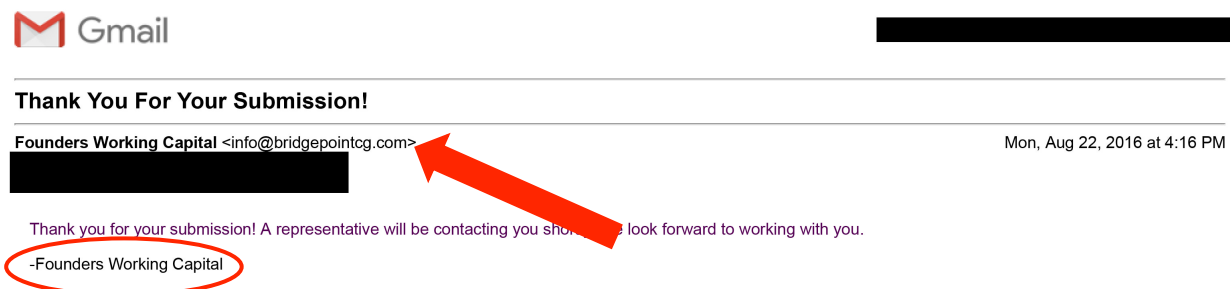 Gmail
Thank You For Your Submission!
Founders Working Capital <info@bridgepointcg.com> Mon, Aug 22, 2016 at 4:16 PM
Thank you for your submission! A representative will be contacting you look forward to working with you.
-Founders Working Capital